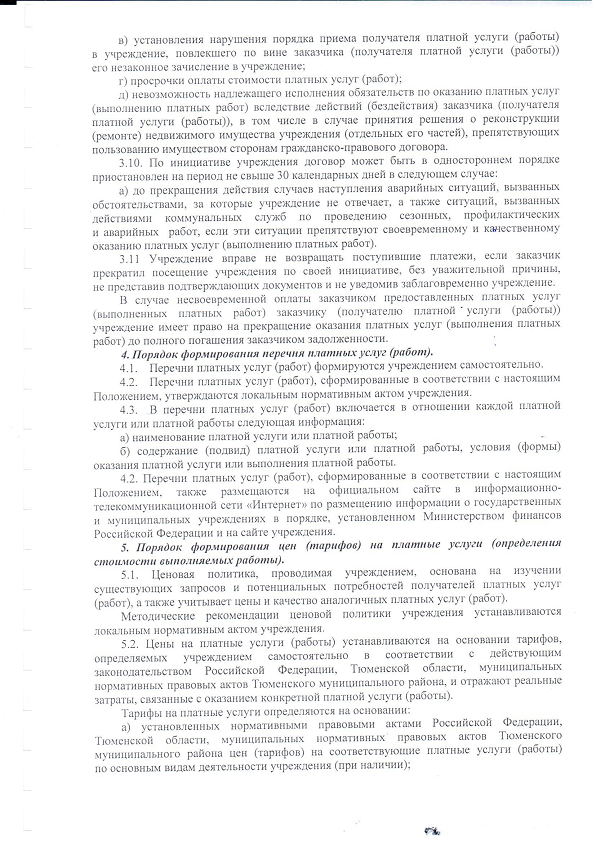 в) установления нарушения порядка приема получателя платной услуги (работы)
в учреждение, повлекшего по вине заказчика (получателя платной услуги (работы))
его незаконное зачисление в учреждение;
г) просрочки оплаты стоимости платных услуг (работ);
д) невозможность надлежащего исполнения обязательств по оказанию платных услуг
(выполнению платных работ) вследствие действий (бездействия) заказчика (получателя
платной услуги (работы)), в том числе в случае принятия решения о реконструкции
(ремонте) недвижимого имущества учреждения (отдельных его частей), препятствующих
пользованию имуществом сторонам гражданско-правового договора.
3.10. По инициативе учреждения договор может быть в одностороннем порядке
приостановлен на период не свыше 30 календарных дней в следующем случае:
а) до прекращения действия случаев наступления аварийных ситуаций, вызванных
обстоятельствами, за которые учреждение не отвечает, а также ситуаций, вызванных
действиями коммунальных служб по проведению сезонных, профилактических
и аварийных работ, если эти ситуации препятствуют своевременному и качественному
оказанию платных услуг (выполнению платных работ).
3.11 Учреждение вправе не возвращать поступившие платежи, если заказчик
прекратил посещение учреждения по своей инициативе, без уважительной причины,
не представив подтверждающих документов и не уведомив заблаговременно учреждение.
В случае несвоевременной оплаты заказчиком предоставленных платных услуг
(выполненных платных работ) заказчику (получателю платной услуги (работы))
учреждение имеет право на прекращение оказания платных услуг (выполнения платных
работ) до полного погашения заказчиком задолженности.
4. Порядок формирования перечня платных услуг (работ).
4.1. Перечни платных услуг (работ) формируются учреждением самостоятельно.
4.2. Перечни платных услуг (работ), сформированные в соответствии с настоящим
Положением, утверждаются локальным нормативным актом учреждения.
4.3. В перечни платных услуг (работ) включается в отношении каждой платной
услуги или платной работы следующая информация:
а) наименование платной услуги или платной работы;
б) содержание (подвид) платной услуги или платной работы, условия (формы)
оказания платной услуги или выполнения платной работы.
4.2. Перечни платных услуг (работ), сформированные в соответствии с настоящим
Положением, также размещаются на официальном сайте в информационно-
телекоммуникационной сети «Интернет» по размещению информации о государственных
и муниципальных учреждениях в порядке, установленном Министерством финансов
Российской Федерации и на сайте учреждения.
5. Порядок формирования цен (тарифов) на платные услуги (определения
стоимости выполняемых работы).
5.1. Ценовая политика, проводимая учреждением, основана на изучении
существующих запросов и потенциальных потребностей получателей платных услуг
(работ), а также учитывает цены и качество аналогичных платных услуг (работ).
Методические рекомендации ценовой политики учреждения устанавливаются
локальным нормативным актом учреждения.
5.2. Цены на платные услуги (работы) устанавливаются на основании тарифов,
определяемых учреждением самостоятельно в соответствии с действующим
законодательством Российской Федерации, Тюменской области, муниципальных
нормативных правовых актов Тюменского муниципального района, и отражают реальные
затраты, связанные с оказанием конкретной платной услуги (работы).
Тарифы на платные услуги определяются на основании:
а) установленных нормативными правовыми актами Российской Федерации,
Тюменской области, муниципальных нормативных правовых актов Тюменского
муниципального района цен (тарифов) на соответствующие платные услуги (работы)
по основным видам деятельности учреждения (при наличии);